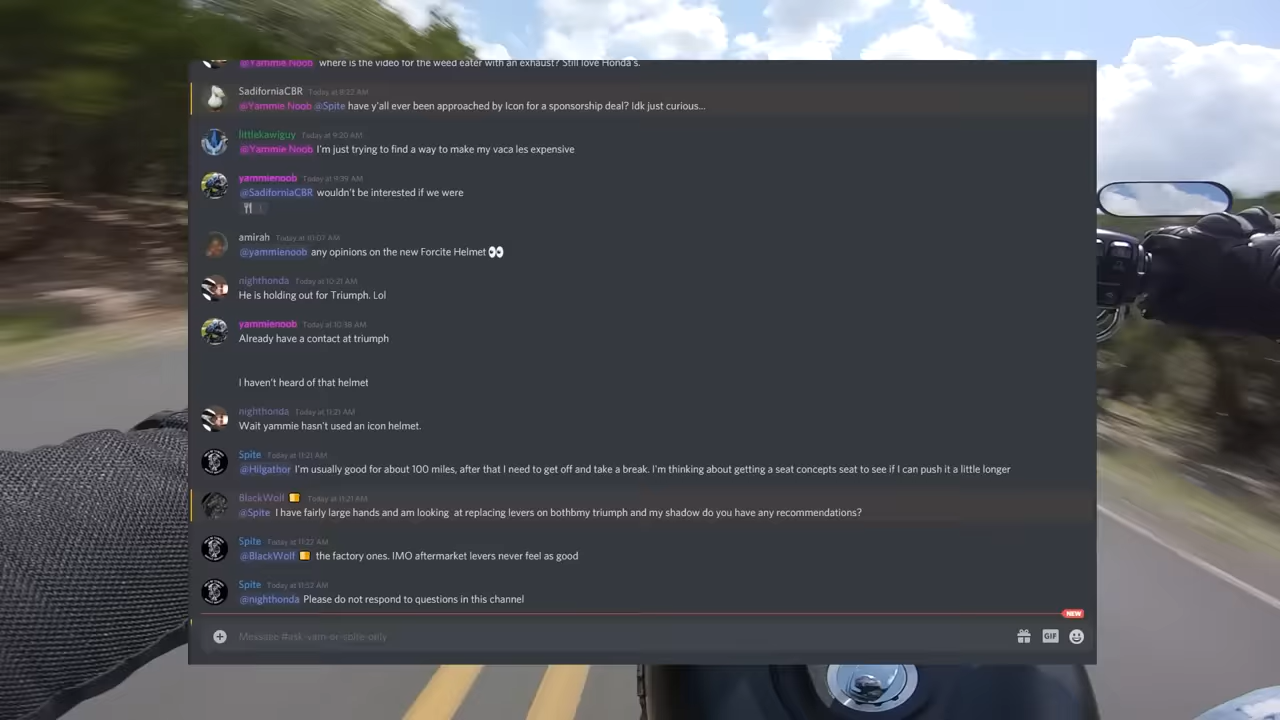 @Yammie Noob where is the video for the weed eater with an exhaust? Still love Honda's.
SadiforniaCBR Today at 8:22 AM
@Yammie Noob @Spite have y'all ever been approached by Icon for a sponsorship deal? Idk just curious...
littlekawiguy Today at 9:20 AM
@Yammie Noob I'm just trying to find a way to make my vaca les expensive
yammienoob Today at 11:39 AM
@SadiforniaCBR wouldn't be interested if we were
amirah Today at 10:07 AM
@yammienoob any opinions on the new Forcite Helmet 👀
nighthonda Today at 10:21 AM
He is holding out for Triumph. Lol
yammienoob Today at 10:36 AM
Already have a contact at triumph
I haven't heard of that helmet
nighthonda Today at 11:21 AM
Wait yammie hasn't used an icon helmet.
Spite Today at 11:21 AM
@Hilgathor I'm usually good for about 100 miles, after that I need to get off and take a break. I'm thinking about getting a seat concepts seat to see if I can push it a little longer
BlackWolf Today at 11:21 AM
@Spite I have fairly large hands and am looking at replacing levers on bothbmy triumph and my shadow do you have any recommendations?
Spite Today at 11:22 AM
@BlackWolf the factory ones. IMO aftermarket levers never feel as good
Spite Today at 11:52 AM
@nighthonda Please do not respond to questions in this channel
NEW
Message #ask-yam-or-spite-only
GIF